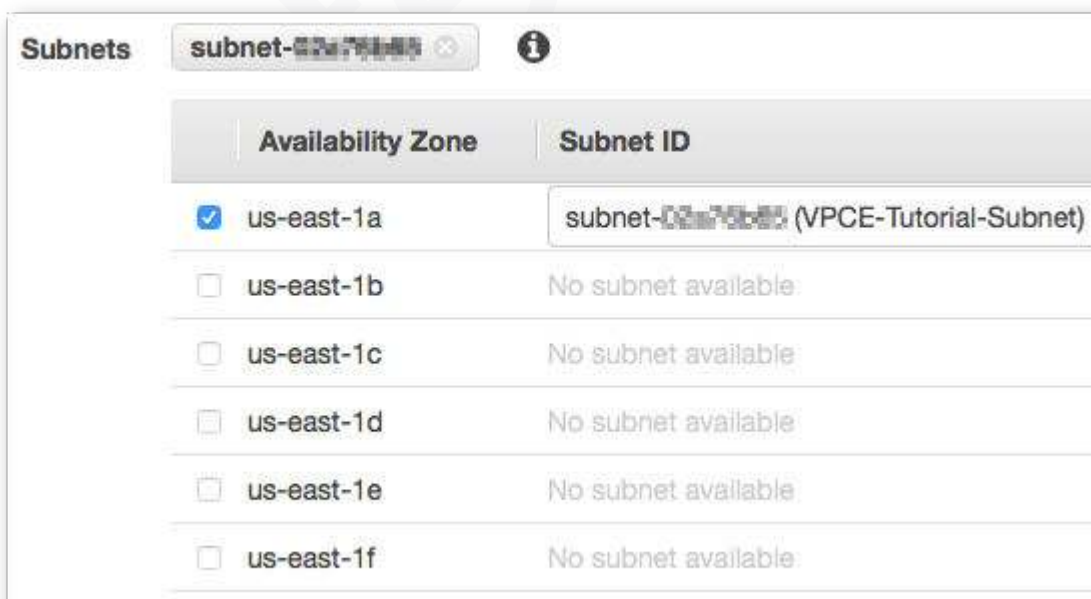 Subnets subnet-
Availability Zone Subnet ID
us-east-1a subnet- (VPCE-Tutorial-Subnet)
us-east-1b No subnet available
us-east-1c No subnet available
us-east-1d No subnet available
us-east-1e No subnet available
us-east-1f No subnet available